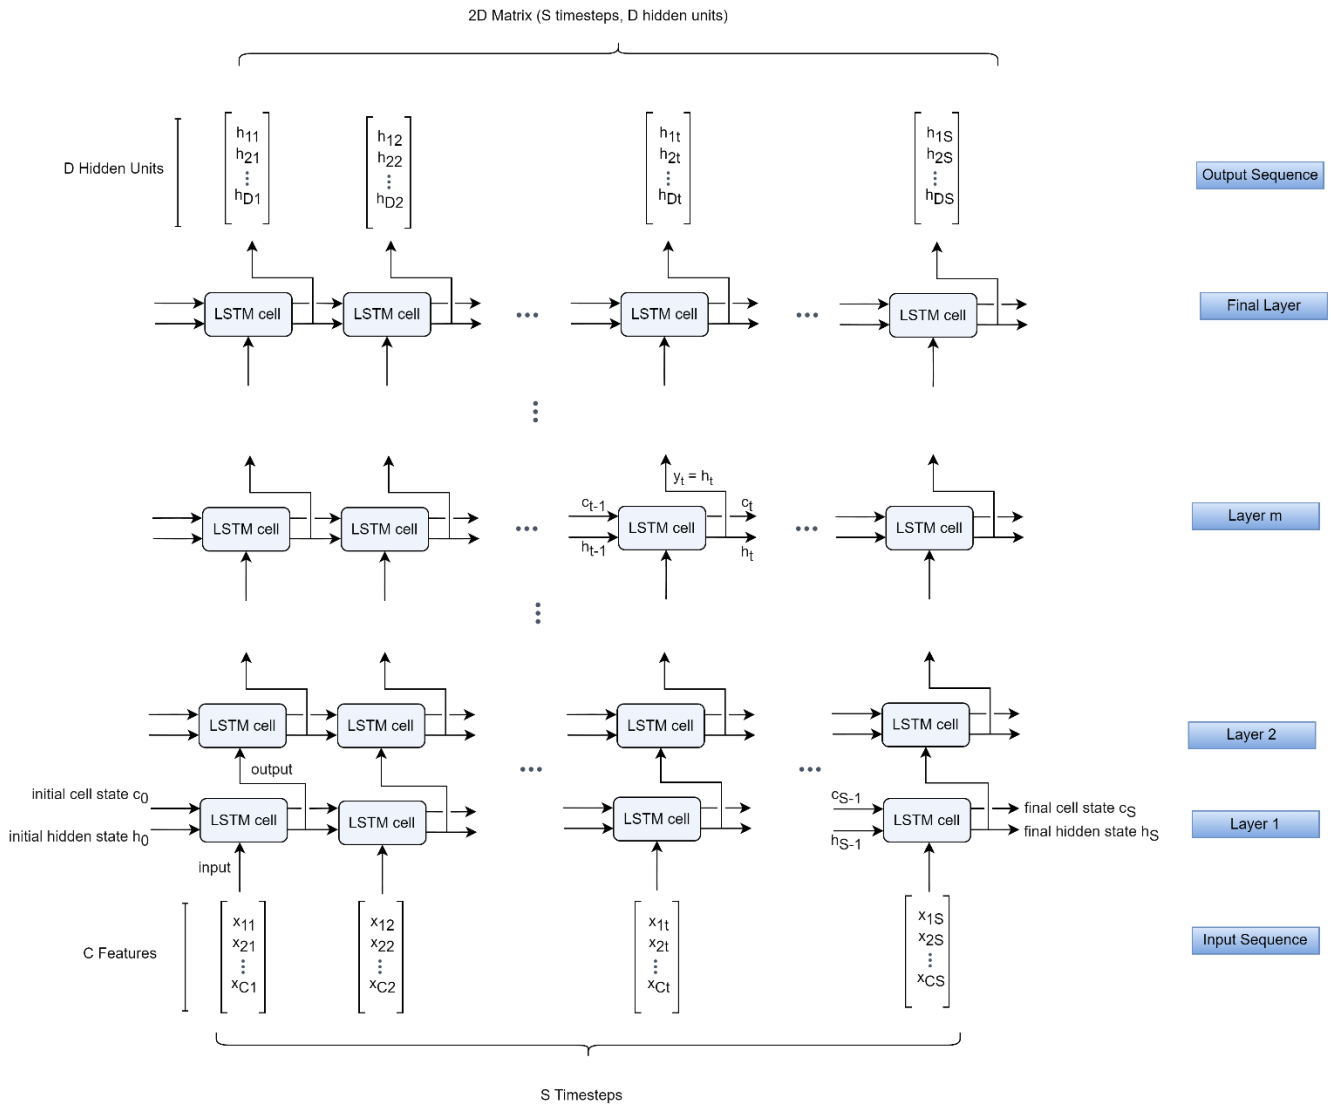 2D Matrix (S timesteps, D hidden units)
D Hidden Units
h11
h21
hD1
h12
h22
hD2
h1t
h2t
hDt
h1S
h2S
hDS
Output Sequence
LSTM cell
LSTM cell
LSTM cell
LSTM cell
Final Layer
yt = ht
ct-1
ct
LSTM cell
LSTM cell
LSTM cell
LSTM cell
ht-1
ht
Layer m
LSTM cell
LSTM cell
LSTM cell
LSTM cell
Layer 2
output
initial cell state c0
initial hidden state h0
LSTM cell
LSTM cell
LSTM cell
cS-1
hS-1
LSTM cell
final cell state cS
final hidden state hS
Layer 1
input
C Features
x11
x21
xC1
x12
x22
xC2
x1t
x2t
xCt
x1S
x2S
xCS
Input Sequence
S Timesteps